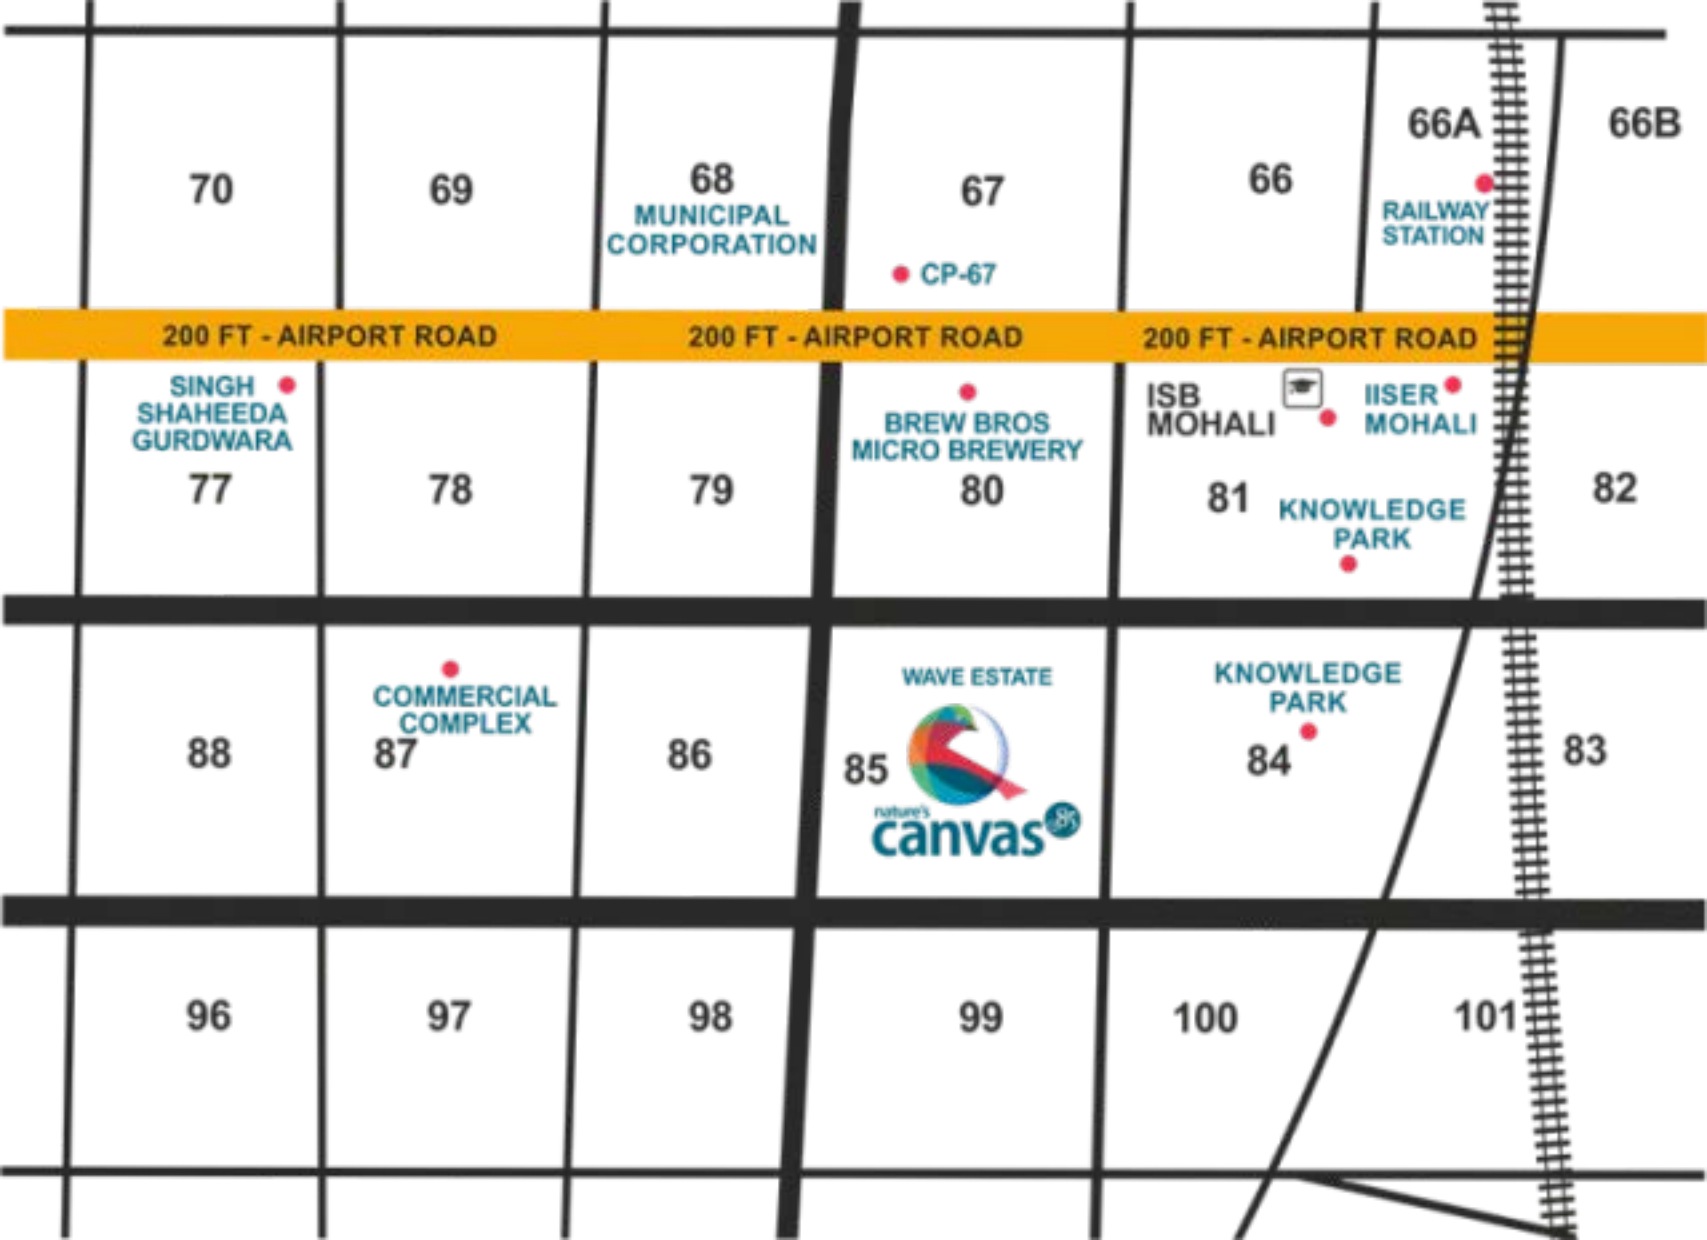 66A
66B
70
69
68
67
66
MUNICIPAL
CORPORATION
RAILWAY
STATION
CP-67
200 FT - AIRPORT ROAD
200 FT - AIRPORT ROAD
200 FT - AIRPORT ROAD
SINGH
SHAHEEDA
GURDWARA
77
78
79
BREW BROS
MICRO BREWERY
80
ISB
MOHALI
IISER
MOHALI
81
KNOWLEDGE
PARK
82
88
COMMERCIAL
COMPLEX
87
86
WAVE ESTATE
85
nature's
canvas 85
KNOWLEDGE
PARK
84
83
96
97
98
99
100
101